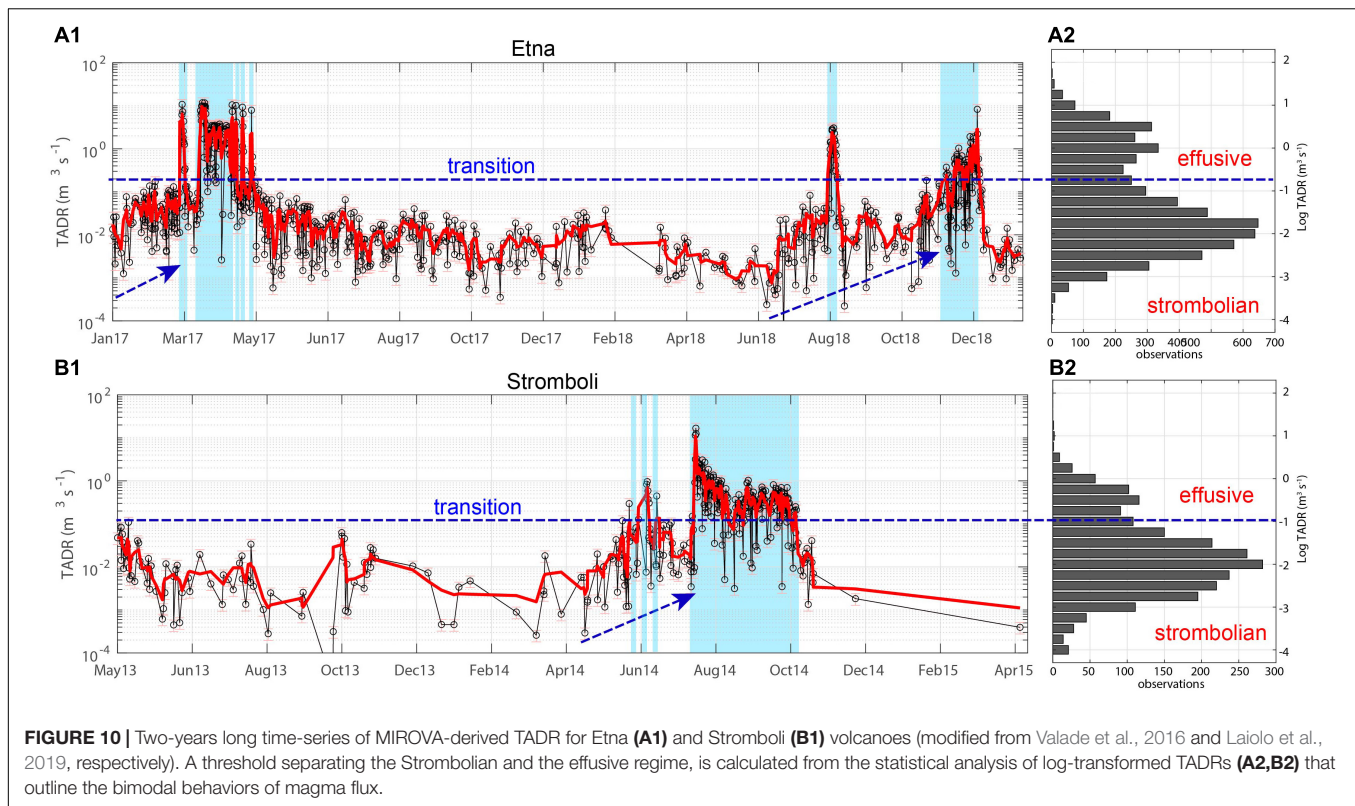 A1
Etna
A2
10^2
10^0
10^-2
10^-4
TADR (m^3 s^-1)
transition
Jan17 Mar17 May17 Jun17 Aug17 Oct17 Dec17 Feb18 Apr18 Jun18 Aug18 Oct18 Dec18
2
1
0
-1
-2
-3
-4
Log TADR (m³ s⁻¹)
effusive
strombolian
0 100 200 300 400 500 600 700
observations
B1
Stromboli
B2
10^2
10^0
10^-2
10^-4
TADR (m^3 s^-1)
transition
May13 Jun13 Aug13 Oct13 Dec13 Feb14 Apr14 Jun14 Aug14 Oct14 Dec14 Feb15 Apr15
2
1
0
-1
-2
-3
-4
Log TADR (m³ s⁻¹)
effusive
strombolian
0 50 100 150 200 250 300
observations
FIGURE 10 | Two-years long time-series of MIROVA-derived TADR for Etna (A1) and Stromboli (B1) volcanoes (modified from Valade et al., 2016 and Laiolo et al.,
2019, respectively). A threshold separating the Strombolian and the effusive regime, is calculated from the statistical analysis of log-transformed TADRs (A2,B2) that
outline the bimodal behaviors of magma flux.